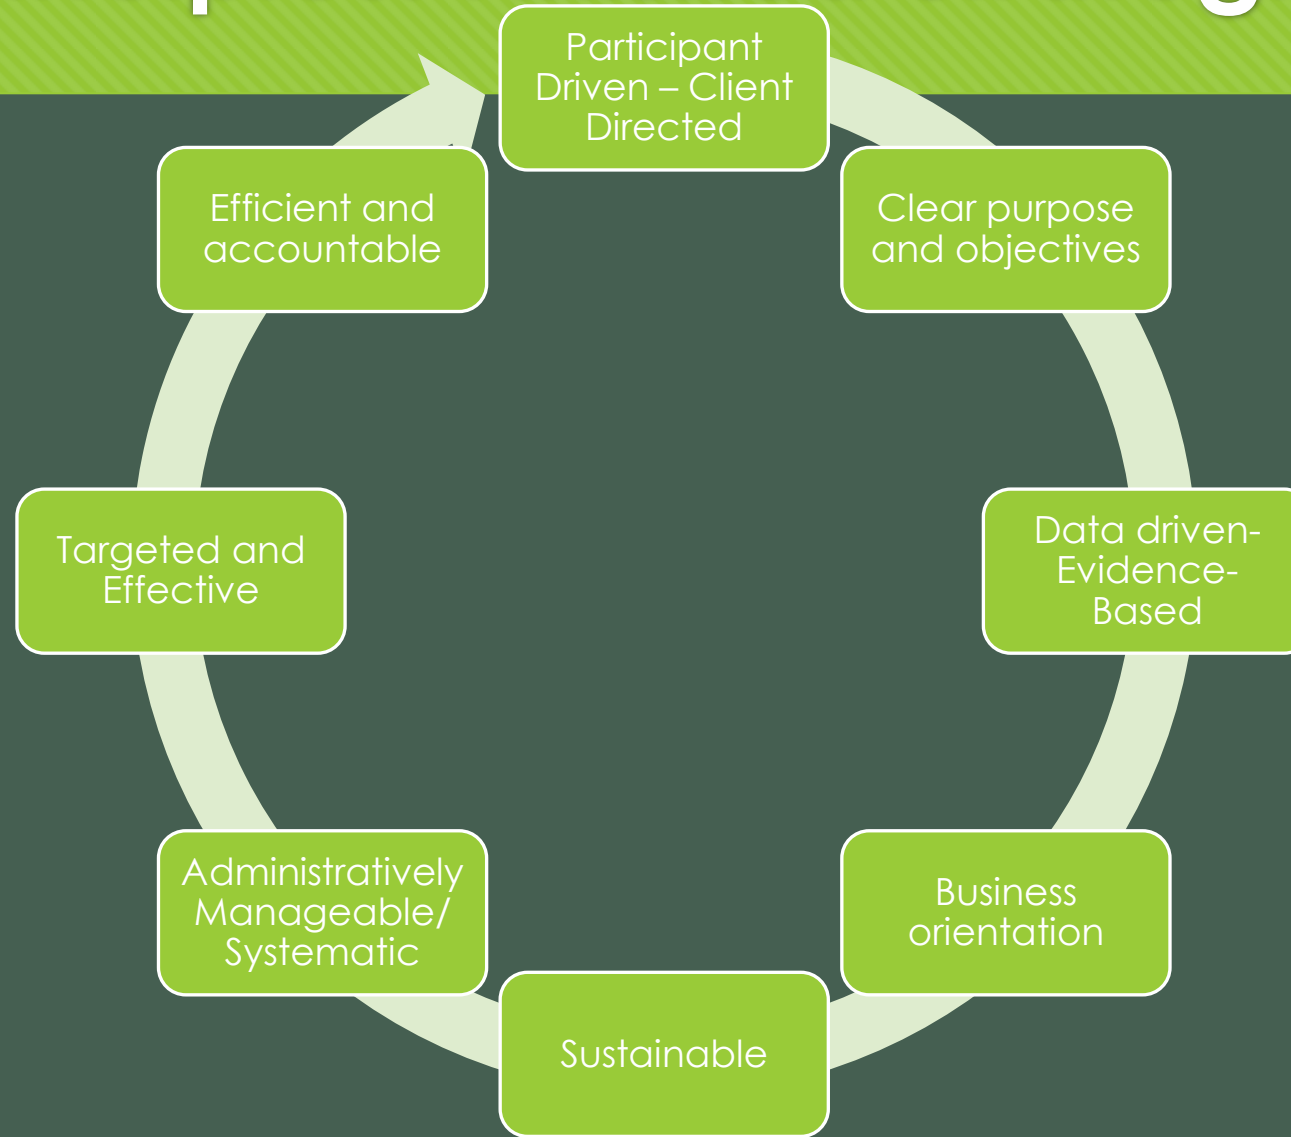 Participant
Driven – Client
Directed
Clear purpose
and objectives
Data driven-
Evidence-
Based
Business
orientation
Sustainable
Administratively
Manageable/
Systematic
Targeted and
Effective
Efficient and
accountable